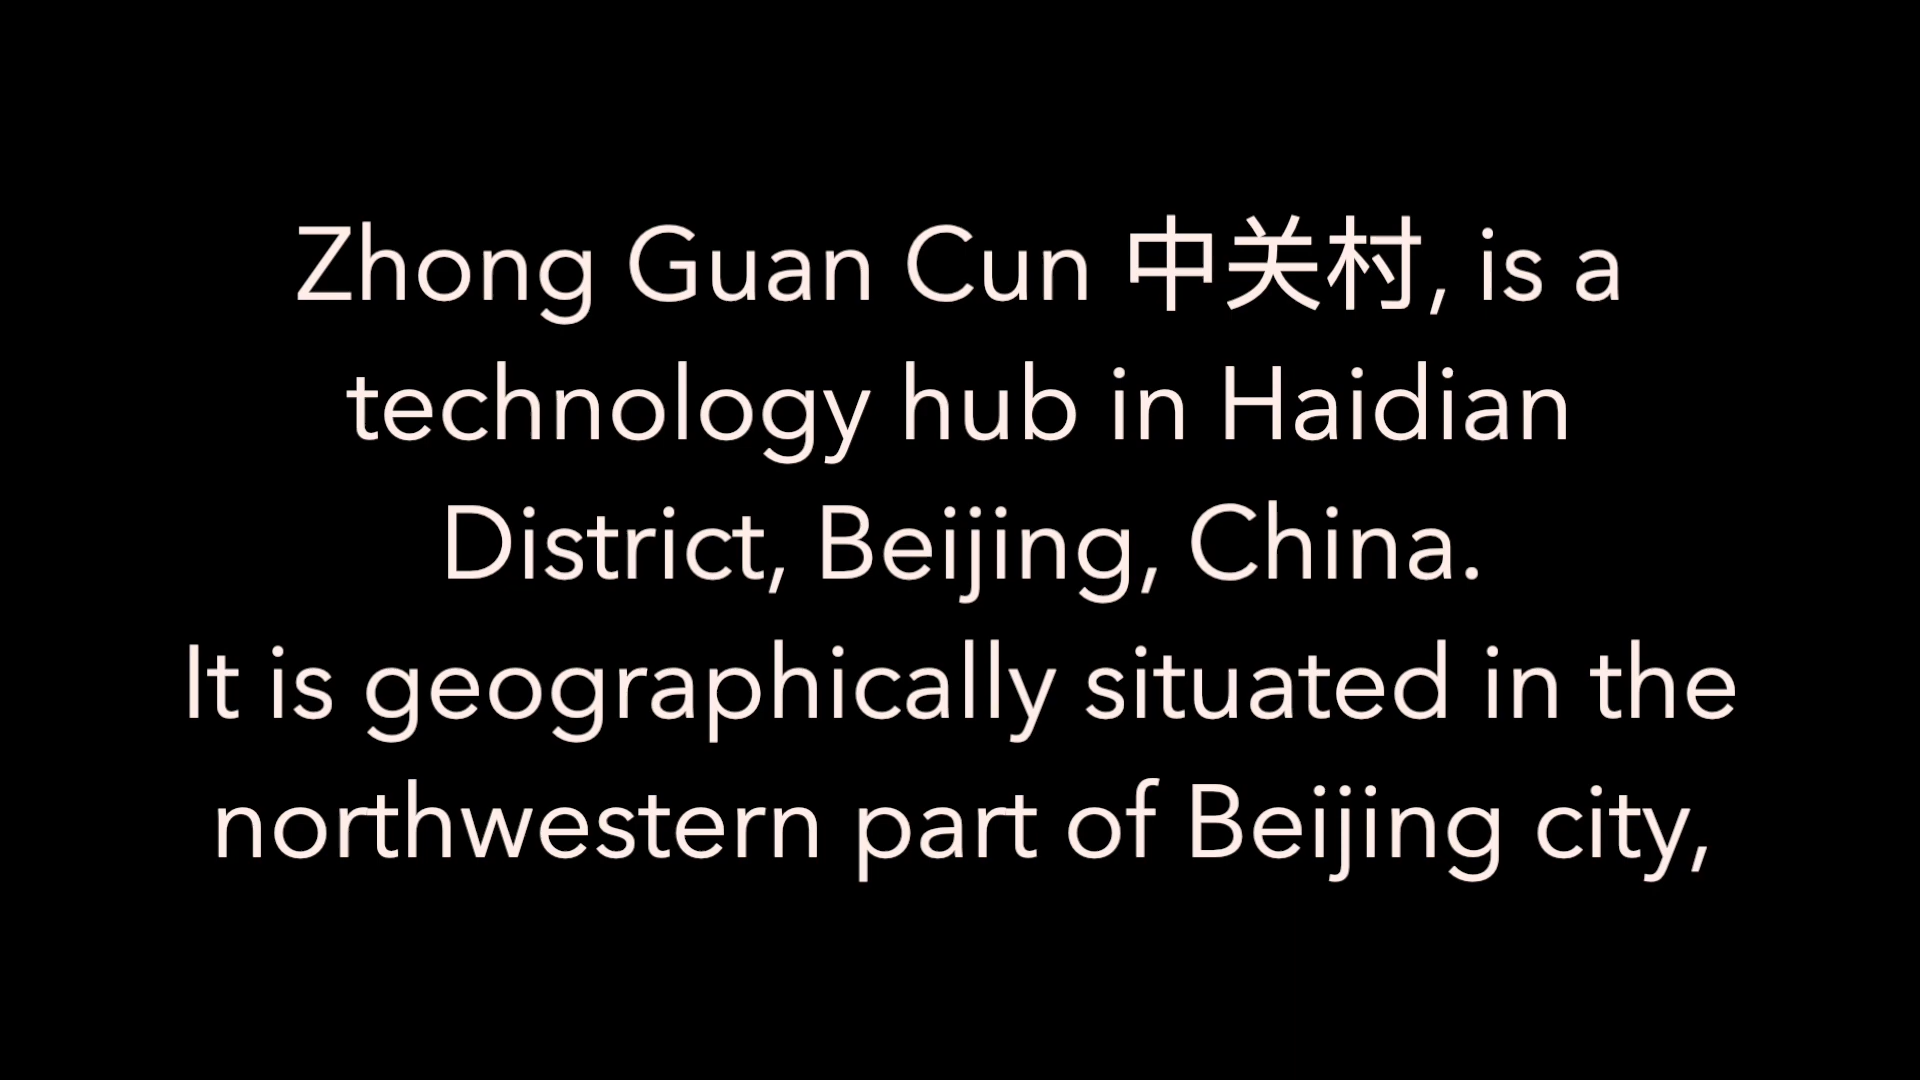 Zhong Guan Cun 中关村, is a
technology hub in Haidian
District, Beijing, China.
It is geographically situated in the
northwestern part of Beijing city,